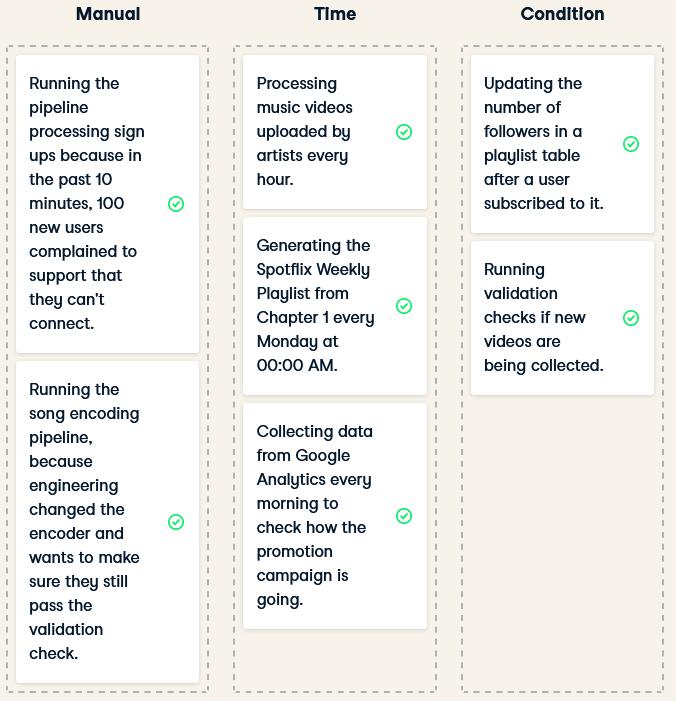 Manual
Running the
pipeline
processing sign
ups because in
the past 10
minutes, 100
new users
complained to
support that
they can't
connect.
Running the
song encoding
pipeline,
because
engineering
changed the
encoder and
wants to make
sure they still
pass the
validation
check.
Time
Processing
music videos
uploaded by
artists every
hour.
Generating the
Spotflix Weekly
Playlist from
Chapter 1 every
Monday at
00:00 AM.
Collecting data
from Google
Analytics every
morning to
check how the
promotion
campaign is
going.
Condition
Updating the
number of
followers in a
playlist table
after a user
subscribed to it.
Running
validation
checks if new
videos are
being collected.